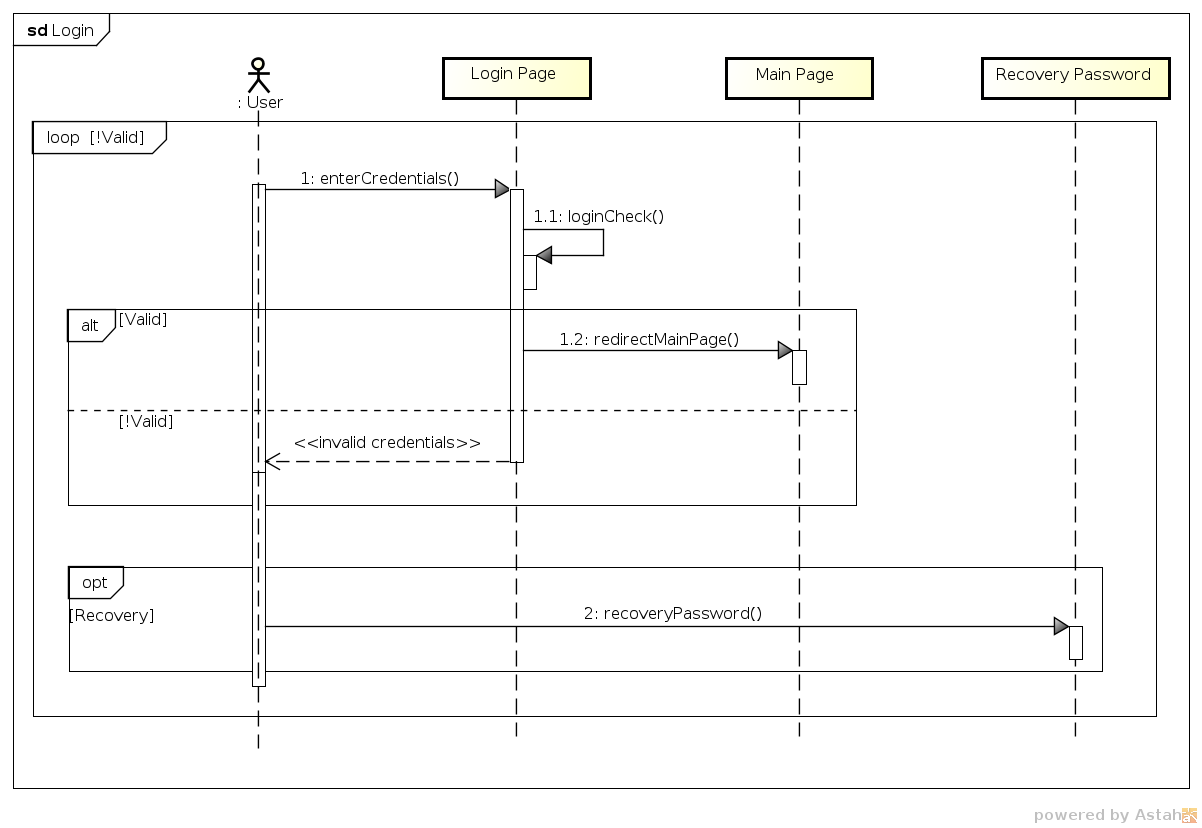 sd Login
: User
Login Page
Main Page
Recovery Password
loop [!Valid]
1: enterCredentials()
1.1: loginCheck()
alt
[Valid]
1.2: redirectMainPage()
[!Valid]
<<invalid credentials>>
opt
[Recovery]
2: recoveryPassword()
powered by Astah